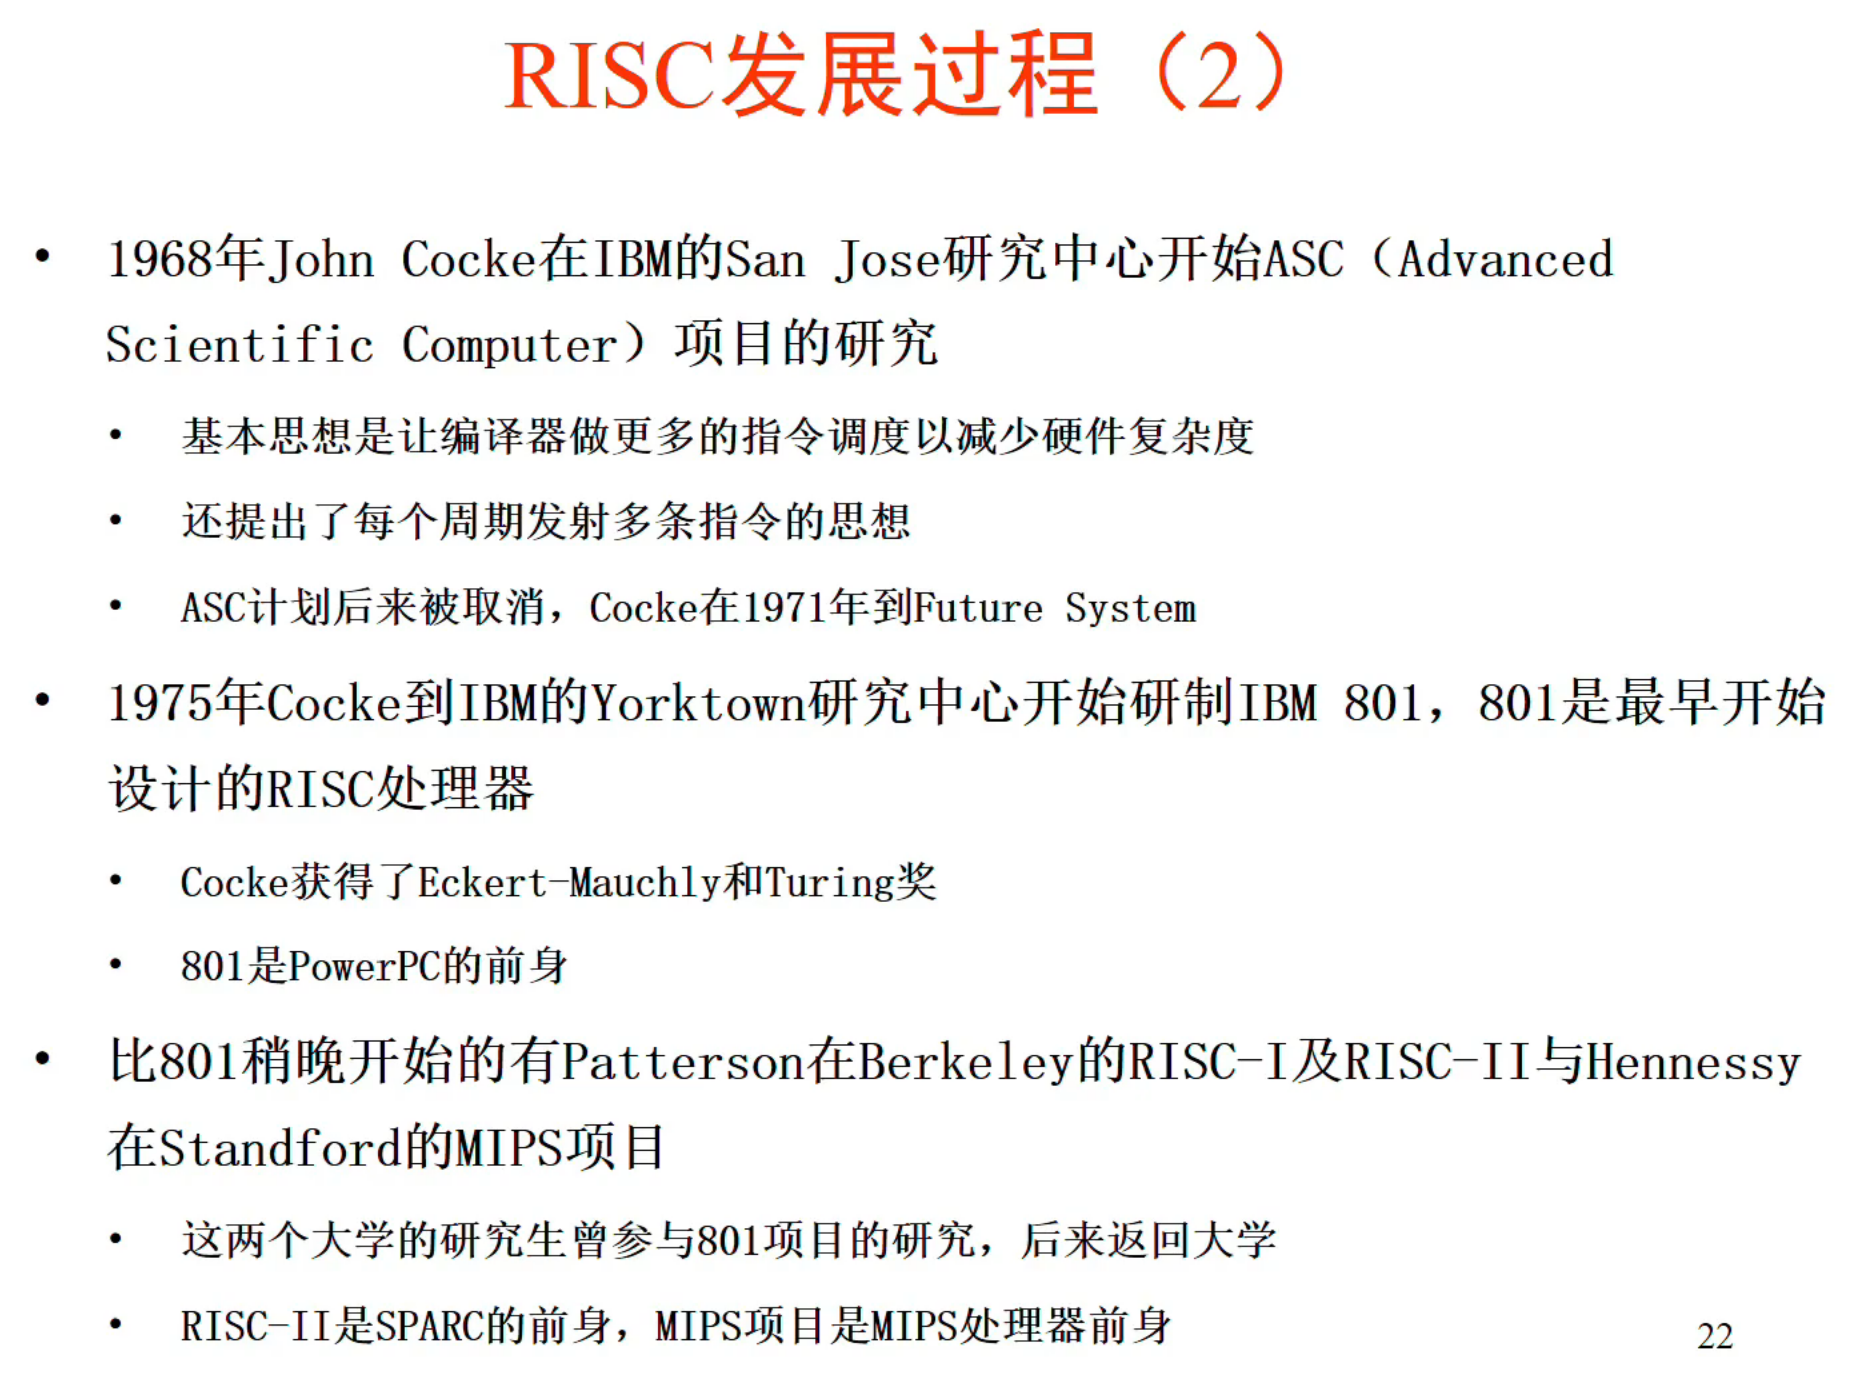 RISC发展过程（2）
• 1968年John Cocke在IBM的San Jose研究中心开始ASC（Advanced
Scientific Computer）项目的研究
• 基本思想是让编译器做更多的指令调度以减少硬件复杂度
• 还提出了每个周期发射多条指令的思想
• ASC计划后来被取消，Cocke在1971年到Future System
• 1975年Cocke到IBM的Yorktown研究中心开始研制IBM 801，801是最早开始
设计的RISC处理器
• Cocke获得了Eckert-Mauchly和Turing奖
• 801是PowerPC的前身
• 比801稍晚开始的有Patterson在Berkeley的RISC-I及RISC-II与Hennessy
在Standford的MIPS项目
• 这两个大学的研究生曾参与801项目的研究，后来返回大学
• RISC-II是SPARC的前身，MIPS项目是MIPS处理器前身
22